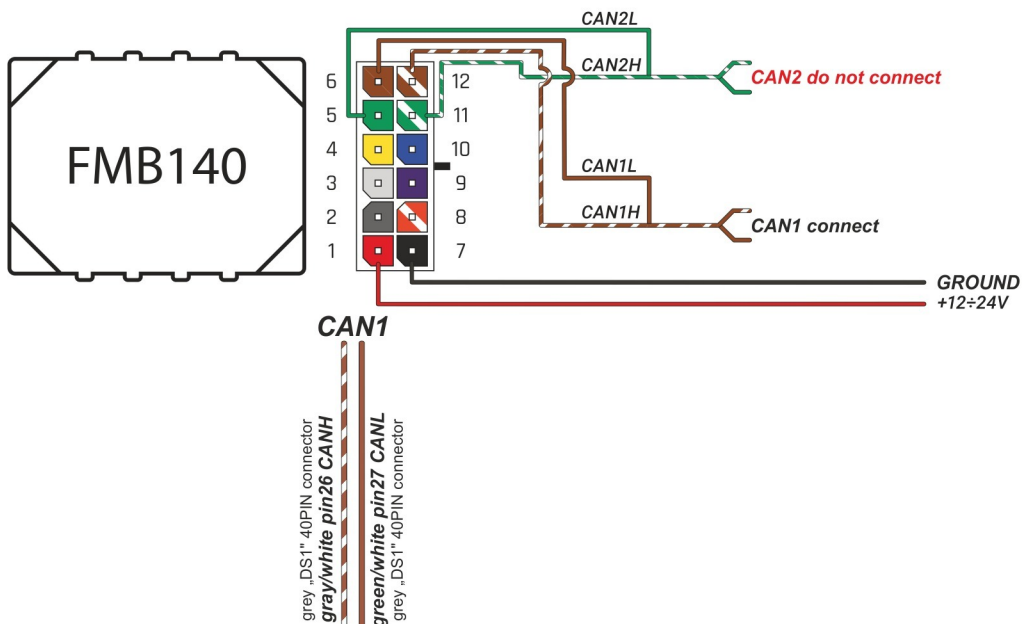 CAN2L
CAN2H
CAN2 do not connect
FMB140
6
12
5
11
4
10
3
9
2
8
1
7
CAN1L
CAN1H
CAN1 connect
GROUND
+12÷24V
CAN1
grey „DS1" 40PIN connector
gray/white pin26 CANH
green/white pin27 CANL
grey „DS1" 40PIN connector